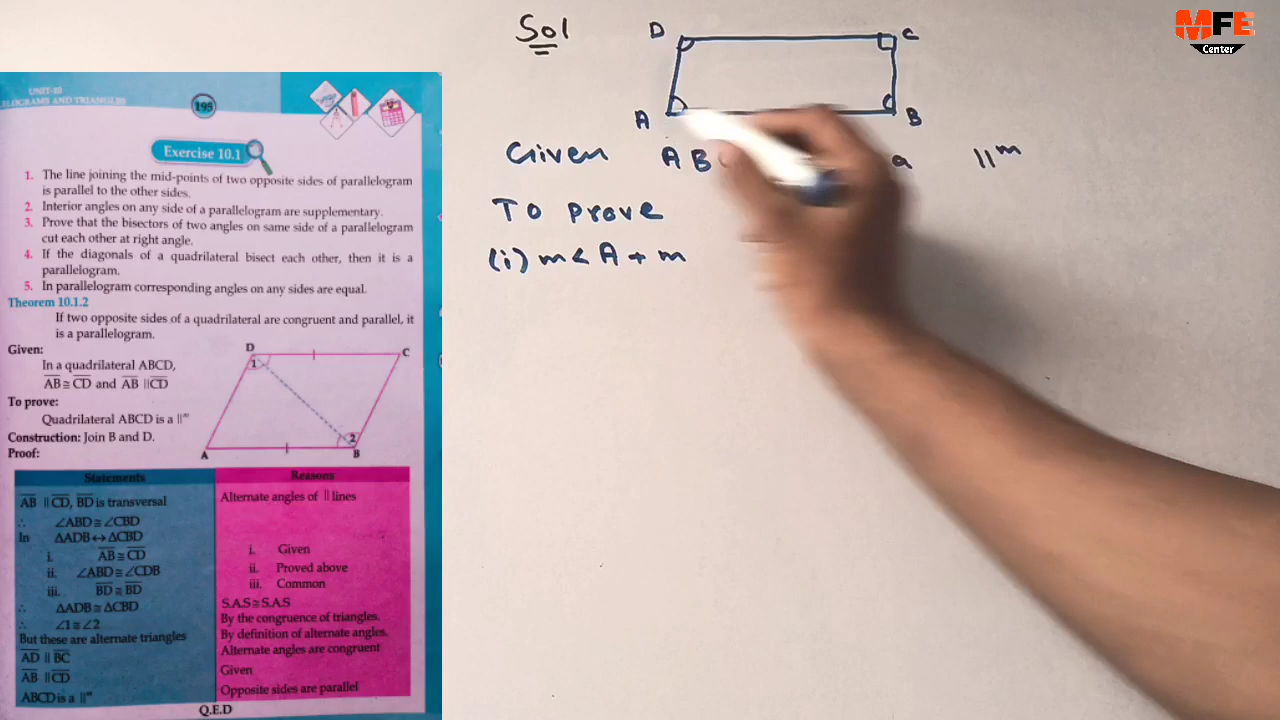 UNIT-10
ELOGRAMS AND TRIANGLES
195
Exercise 10.1
1. The line joining the mid-points of two opposite sides of parallelogram
is parallel to the other sides.
2. Interior angles on any side of a parallelogram are supplementary.
3. Prove that the bisectors of two angles on same side of a parallelogram
cut each other at right angle.
4. If the diagonals of a quadrilateral bisect each other, then it is a
parallelogram.
5. In parallelogram corresponding angles on any sides are equal.
Theorem 10.1.2
If two opposite sides of a quadrilateral are congruent and parallel, it
is a parallelogram.
Given:
In a quadrilateral ABCD,
AB ≅ CD and AB ||CD
To prove:
Quadrilateral ABCD is a ||m
Construction: Join B and D.
Proof:
D
C
1
2
A
B
Statements
Reasons
AB || CD, BD is transversal
Alternate angles of || lines
∴ ∠ABD ≅ ∠CBD
In ΔADB ↔ ΔCBD
i. AB ≅ CD
i. Given
ii. ∠ABD ≅ ∠CDB
ii. Proved above
iii. BD ≅ BD
iii. Common
∴ ΔADB ≅ ΔCBD
S.A.S ≅ S.A.S
∴ ∠1 ≅ ∠2
By the congruence of triangles.
But these are alternate triangles
By definition of alternate angles.
AD || BC
Alternate angles are congruent
AB || CD
Given
ABCD is a ||m
Opposite sides are parallel
Q.E.D
Sol
D
C
A
B
Given A B a ||m
To prove
(i) m∠A + m
MFE
Center